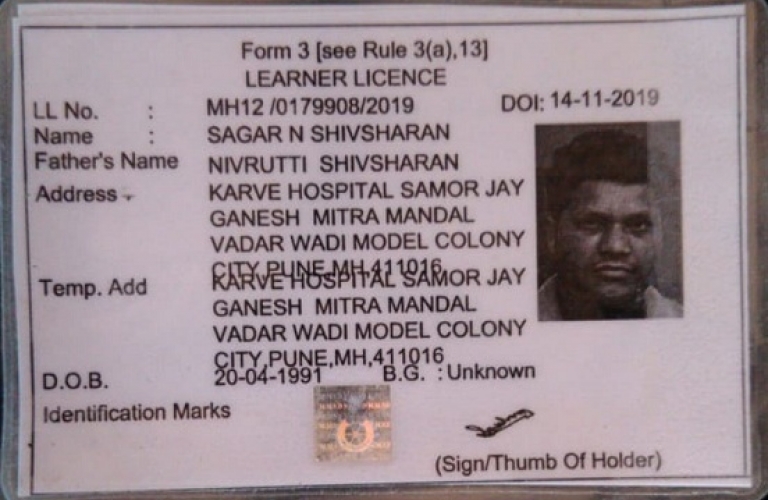 Form 3 [see Rule 3(a),13]
LEARNER LICENCE
LL No. : MH12 /0179908/2019 DOI: 14-11-2019
Name : SAGAR N SHIVSHARAN
Father's Name NIVRUTTI SHIVSHARAN
Address - KARVE HOSPITAL SAMOR JAY
GANESH MITRA MANDAL
VADAR WADI MODEL COLONY
CITY,PUNE,MH,411016
Temp. Add KARVE HOSPITAL SAMOR JAY
GANESH MITRA MANDAL
VADAR WADI MODEL COLONY
CITY,PUNE,MH,411016
D.O.B. 20-04-1991 B.G. : Unknown
Identification Marks
(Sign/Thumb Of Holder)